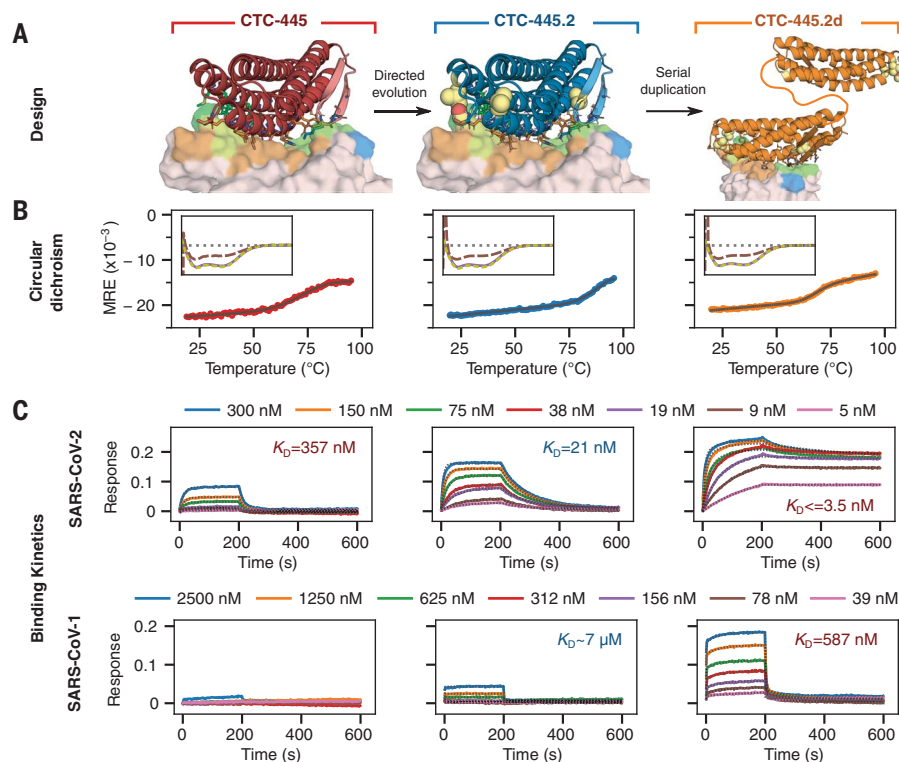 A
CTC-445 CTC-445.2 CTC-445.2d
Design
Directed
evolution
Serial
duplication
B
Circular
dichroism
MRE (x10⁻³)
0
−10
−20
25 50 75 100
Temperature (°C)
25 50 75 100
Temperature (°C)
25 50 75 100
Temperature (°C)
C
Binding Kinetics
300 nM 150 nM 75 nM 38 nM 19 nM 9 nM 5 nM
SARS-CoV-2
Response
0.2
0.1
0
K_D=357 nM
K_D=21 nM
K_D<=3.5 nM
0 200 400 600
Time (s)
0 200 400 600
Time (s)
0 200 400 600
Time (s)
2500 nM 1250 nM 625 nM 312 nM 156 nM 78 nM 39 nM
SARS-CoV-1
Response
0.2
0.1
0
K_D~7 µM
K_D=587 nM
0 200 400 600
Time (s)
0 200 400 600
Time (s)
0 200 400 600
Time (s)